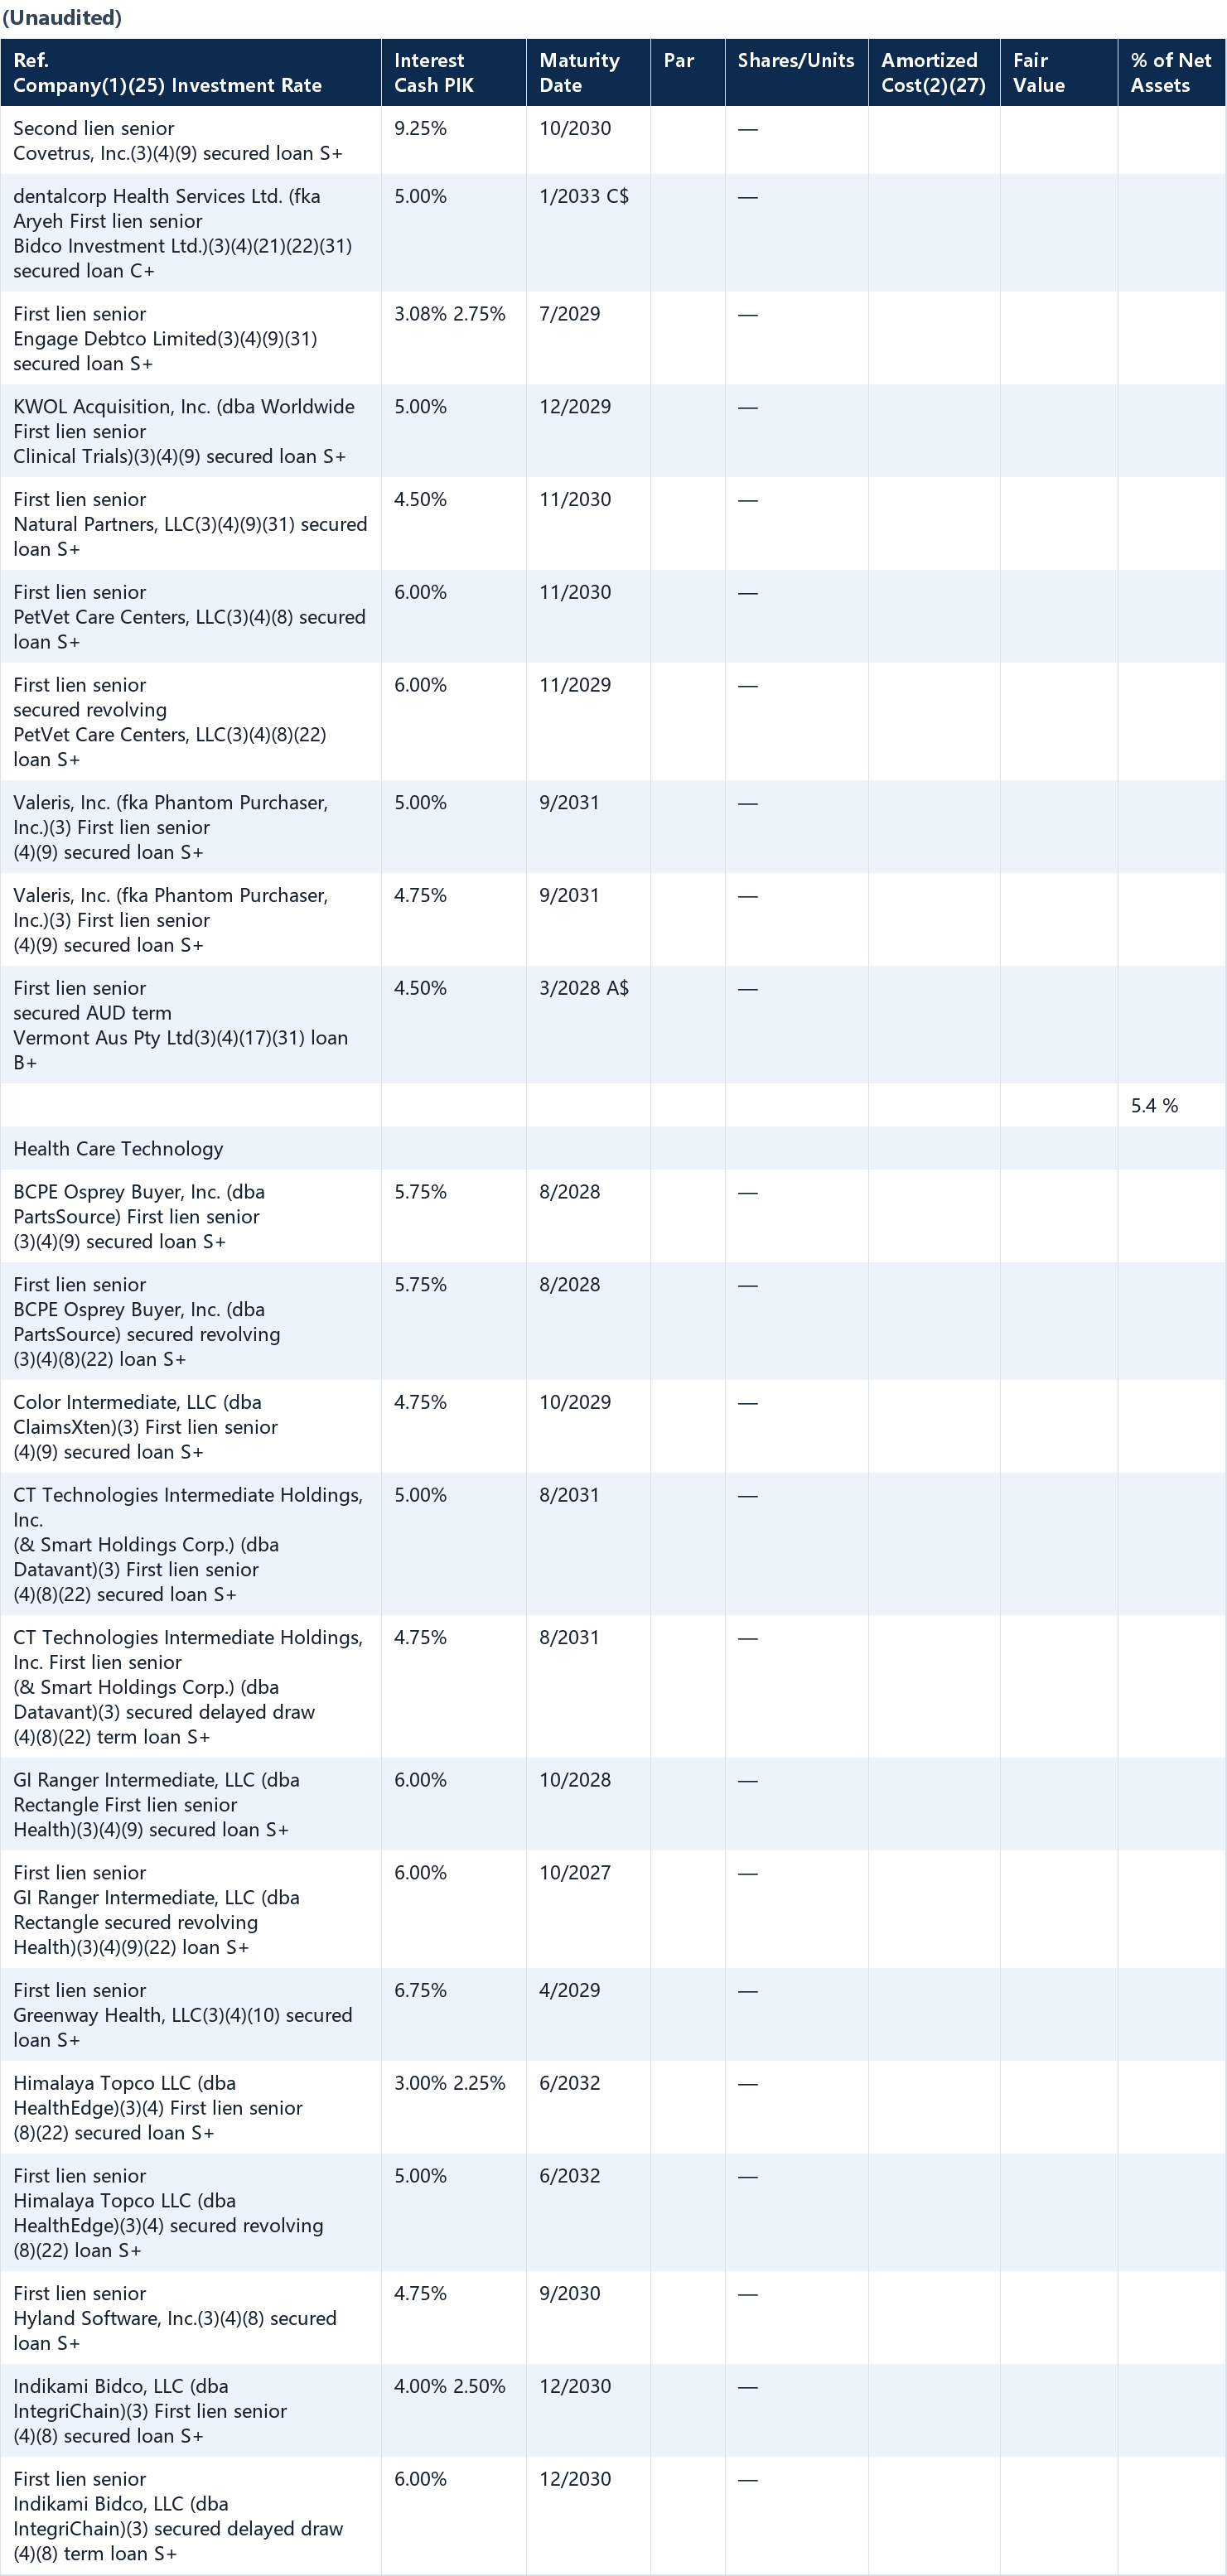 (Unaudited)
Ref.
Company(1)(25) Investment Rate
Interest
Cash PIK
Maturity
Date
Par
Shares/Units
Amortized
Cost(2)(27)
Fair
Value
% of Net
Assets
Second lien senior
Covetrus, Inc.(3)(4)(9) secured loan S+
9.25%
10/2030
—
dentalcorp Health Services Ltd. (fka
Aryeh First lien senior
Bidco Investment Ltd.)(3)(4)(21)(22)(31)
secured loan C+
5.00%
1/2033 C$
—
First lien senior
Engage Debtco Limited(3)(4)(9)(31)
secured loan S+
3.08% 2.75%
7/2029
—
KWOL Acquisition, Inc. (dba Worldwide
First lien senior
Clinical Trials)(3)(4)(9) secured loan S+
5.00%
12/2029
—
First lien senior
Natural Partners, LLC(3)(4)(9)(31) secured
loan S+
4.50%
11/2030
—
First lien senior
PetVet Care Centers, LLC(3)(4)(8) secured
loan S+
6.00%
11/2030
—
First lien senior
secured revolving
PetVet Care Centers, LLC(3)(4)(8)(22)
loan S+
6.00%
11/2029
—
Valeris, Inc. (fka Phantom Purchaser,
Inc.)(3) First lien senior
(4)(9) secured loan S+
5.00%
9/2031
—
Valeris, Inc. (fka Phantom Purchaser,
Inc.)(3) First lien senior
(4)(9) secured loan S+
4.75%
9/2031
—
First lien senior
secured AUD term
Vermont Aus Pty Ltd(3)(4)(17)(31) loan
B+
4.50%
3/2028 A$
—
5.4 %
Health Care Technology
BCPE Osprey Buyer, Inc. (dba
PartsSource) First lien senior
(3)(4)(9) secured loan S+
5.75%
8/2028
—
First lien senior
BCPE Osprey Buyer, Inc. (dba
PartsSource) secured revolving
(3)(4)(8)(22) loan S+
5.75%
8/2028
—
Color Intermediate, LLC (dba
ClaimsXten)(3) First lien senior
(4)(9) secured loan S+
4.75%
10/2029
—
CT Technologies Intermediate Holdings,
Inc.
(& Smart Holdings Corp.) (dba
Datavant)(3) First lien senior
(4)(8)(22) secured loan S+
5.00%
8/2031
—
CT Technologies Intermediate Holdings,
Inc. First lien senior
(& Smart Holdings Corp.) (dba
Datavant)(3) secured delayed draw
(4)(8)(22) term loan S+
4.75%
8/2031
—
GI Ranger Intermediate, LLC (dba
Rectangle First lien senior
Health)(3)(4)(9) secured loan S+
6.00%
10/2028
—
First lien senior
GI Ranger Intermediate, LLC (dba
Rectangle secured revolving
Health)(3)(4)(9)(22) loan S+
6.00%
10/2027
—
First lien senior
Greenway Health, LLC(3)(4)(10) secured
loan S+
6.75%
4/2029
—
Himalaya Topco LLC (dba
HealthEdge)(3)(4) First lien senior
(8)(22) secured loan S+
3.00% 2.25%
6/2032
—
First lien senior
Himalaya Topco LLC (dba
HealthEdge)(3)(4) secured revolving
(8)(22) loan S+
5.00%
6/2032
—
First lien senior
Hyland Software, Inc.(3)(4)(8) secured
loan S+
4.75%
9/2030
—
Indikami Bidco, LLC (dba
IntegriChain)(3) First lien senior
(4)(8) secured loan S+
4.00% 2.50%
12/2030
—
First lien senior
Indikami Bidco, LLC (dba
IntegriChain)(3) secured delayed draw
(4)(8) term loan S+
6.00%
12/2030
—